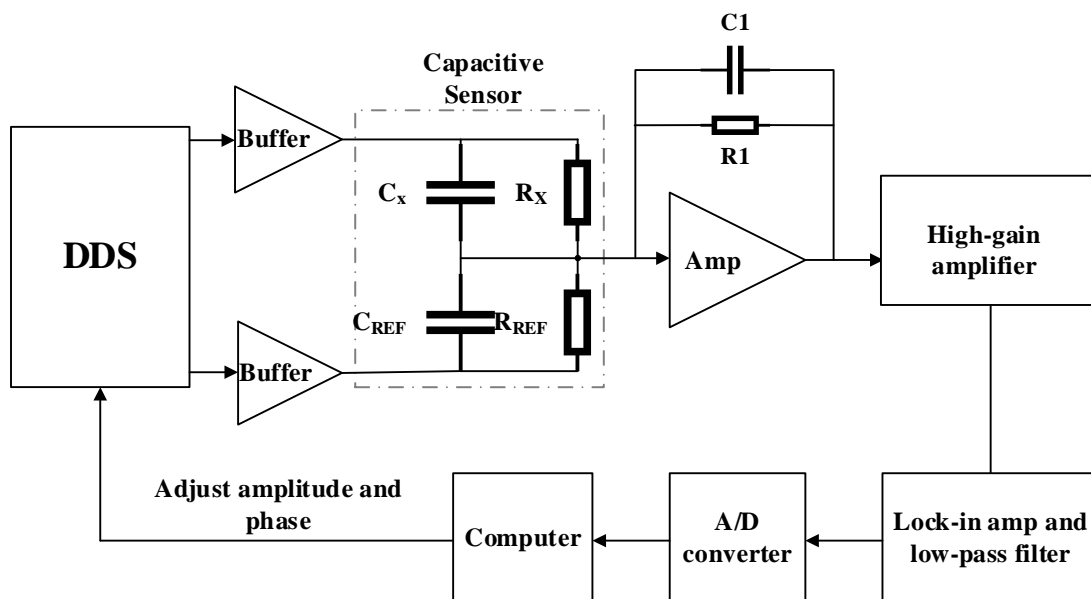 C1
Capacitive
Sensor
Buffer
R1
DDS
Cx
RX
Amp
High-gain
amplifier
CREF
RREF
Buffer
Adjust amplitude and
phase
Computer
A/D
converter
Lock-in amp and
low-pass filter